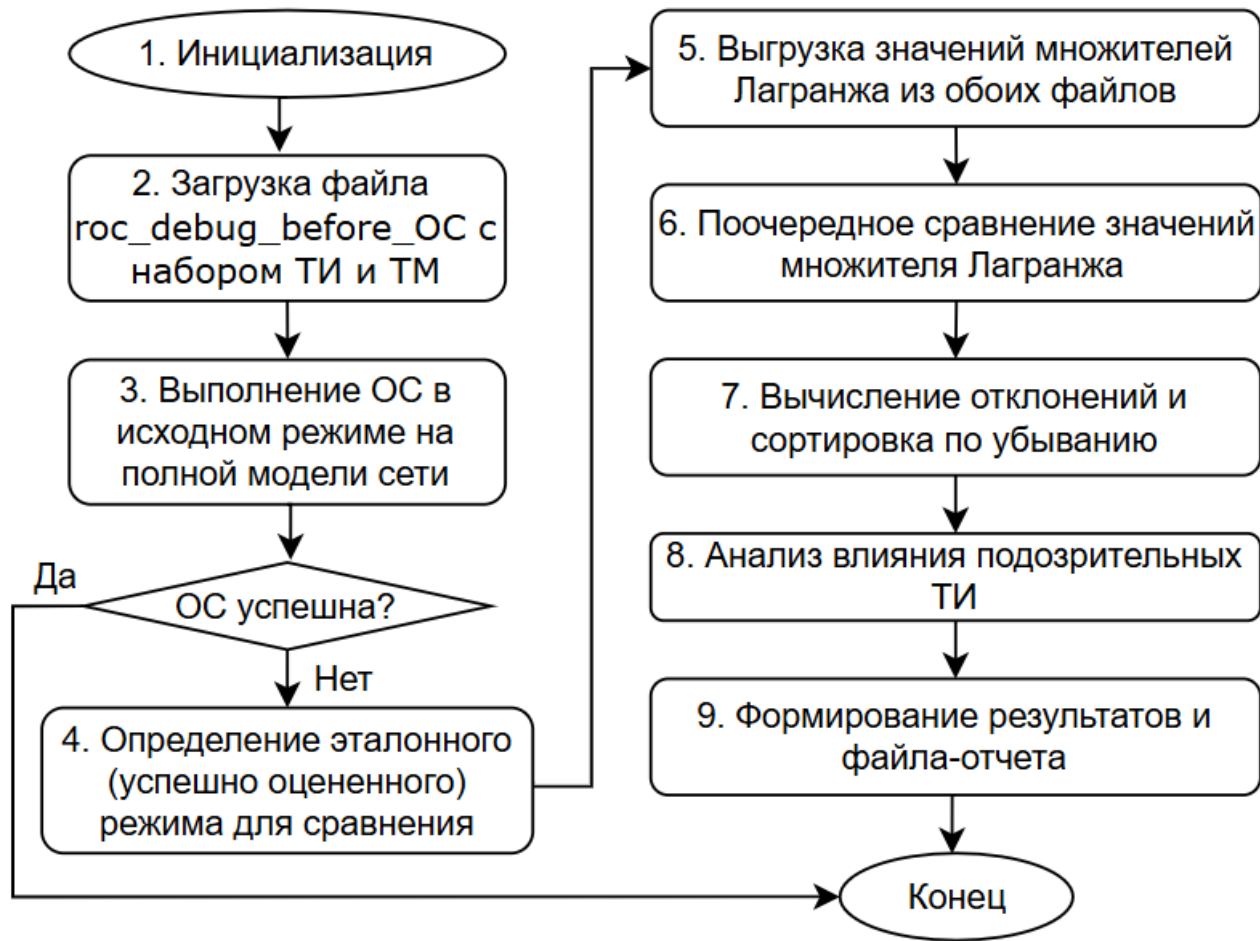 1. Инициализация
2. Загрузка файла
roc_debug_before_ОС с
набором ТИ и ТМ
3. Выполнение ОС в
исходном режиме на
полной модели сети
Да
ОС успешна?
Нет
4. Определение эталонного
(успешно оцененного)
режима для сравнения
5. Выгрузка значений множителей
Лагранжа из обоих файлов
6. Поочередное сравнение значений
множителя Лагранжа
7. Вычисление отклонений и
сортировка по убыванию
8. Анализ влияния подозрительных
ТИ
9. Формирование результатов и
файла-отчета
Конец